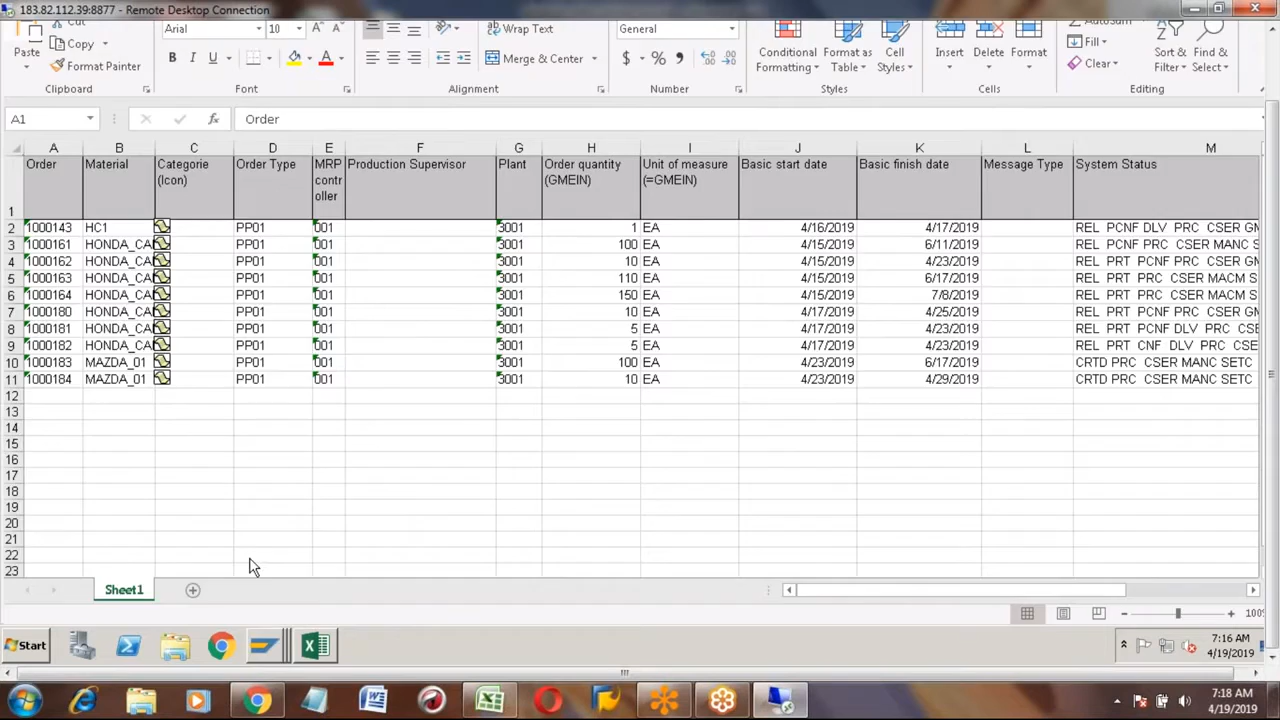 183.82.112.39:8877 - Remote Desktop Connection
Cut
Copy
Paste
Format Painter
Clipboard
Arial 10
B I U A
Font
Wrap Text
Merge & Center
Alignment
General
$ % ,
Number
Conditional Formatting
Format as Table
Cell Styles
Styles
Insert
Delete
Format
Cells
AutoSum
Fill
Clear
Sort & Filter
Find & Select
Editing
A1 fx Order
A B C D E F G H I J K L M
1 Order Material Categorie (Icon) Order Type MRP contr oller Production Supervisor Plant Order quantity (GMEIN) Unit of measure (=GMEIN) Basic start date Basic finish date Message Type System Status
2 1000143 HC1 PP01 001 3001 1 EA 4/16/2019 4/17/2019 REL PCNF DLV PRC CSER GM
3 1000161 HONDA_CA PP01 001 3001 100 EA 4/15/2019 6/11/2019 REL PCNF PRC CSER MANC S
4 1000162 HONDA_CA PP01 001 3001 10 EA 4/15/2019 4/23/2019 REL PRT PCNF PRC CSER GM
5 1000163 HONDA_CA PP01 001 3001 110 EA 4/15/2019 6/17/2019 REL PRT PRC CSER MACM S
6 1000164 HONDA_CA PP01 001 3001 150 EA 4/15/2019 7/8/2019 REL PRT PRC CSER MACM S
7 1000180 HONDA_CA PP01 001 3001 10 EA 4/17/2019 4/25/2019 REL PRT PCNF PRC CSER GM
8 1000181 HONDA_CA PP01 001 3001 5 EA 4/17/2019 4/23/2019 REL PRT PCNF DLV PRC CSE
9 1000182 HONDA_CA PP01 001 3001 5 EA 4/17/2019 4/23/2019 REL PRT CNF DLV PRC CSER
10 1000183 MAZDA_01 PP01 001 3001 100 EA 4/23/2019 6/17/2019 CRTD PRC CSER MANC SETC
11 1000184 MAZDA_01 PP01 001 3001 10 EA 4/23/2019 4/29/2019 CRTD PRC CSER MANC SETC
12
13
14
15
16
17
18
19
20
21
22
23
Sheet1
100
Start
7:16 AM
4/19/2019
7:18 AM
4/19/2019